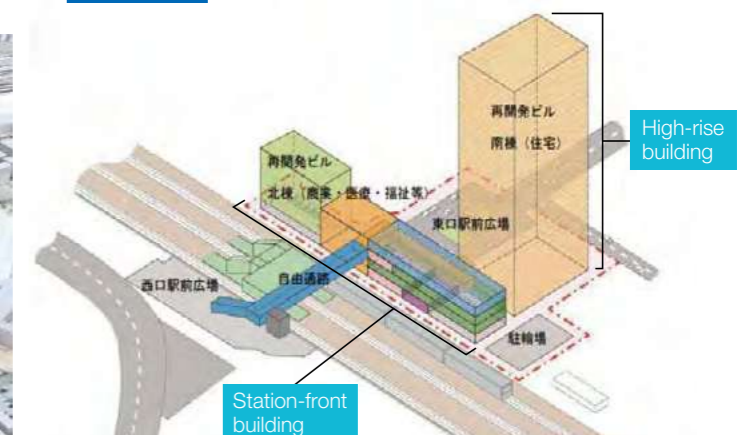 再開発ビル
南棟（住宅）
High-rise
building
再開発ビル
北棟（商業・医療・福祉等）
東口駅前広場
自由通路
西口駅前広場
駐輪場
Station-front
building